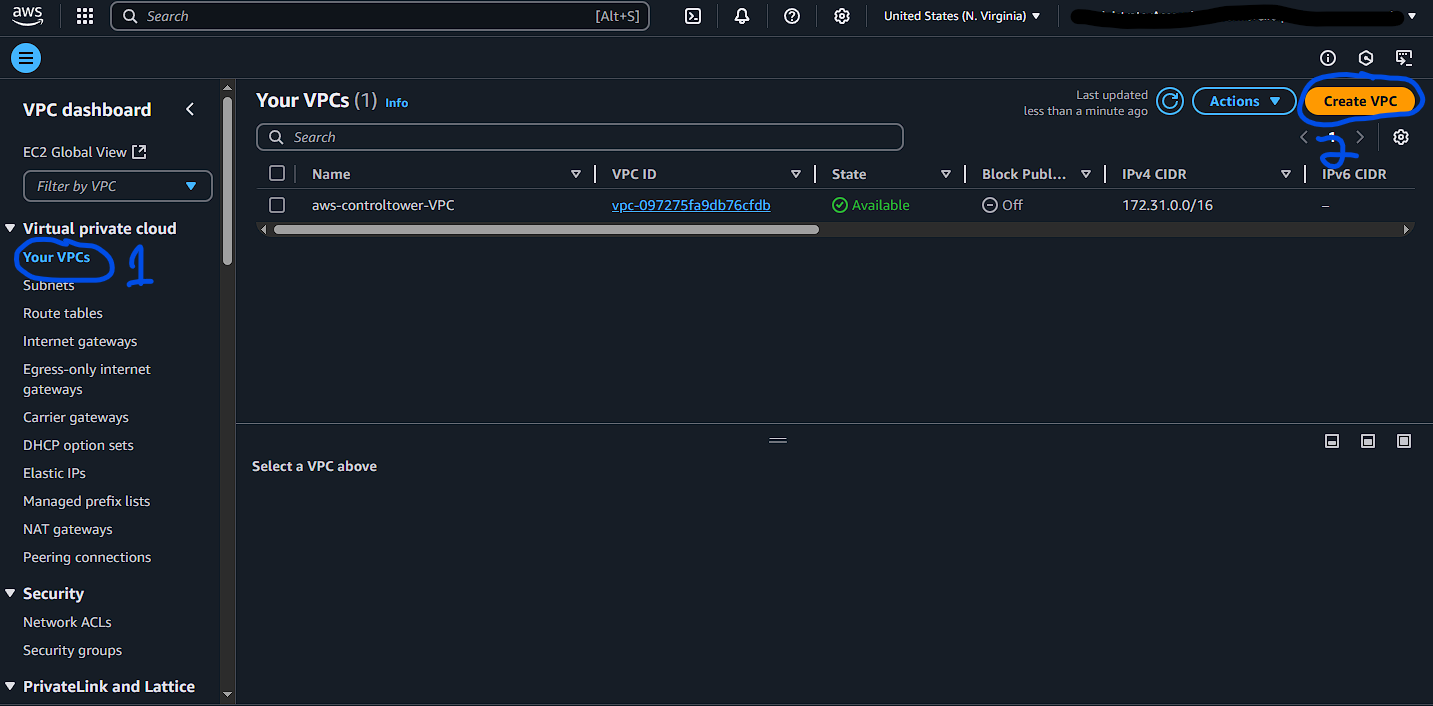 aws
Search [Alt+S]
United States (N. Virginia)
VPC dashboard
EC2 Global View
Filter by VPC
Virtual private cloud
Your VPCs 1
Subnets
Route tables
Internet gateways
Egress-only internet
gateways
Carrier gateways
DHCP option sets
Elastic IPs
Managed prefix lists
NAT gateways
Peering connections
Security
Network ACLs
Security groups
PrivateLink and Lattice
Your VPCs (1) Info
Last updated
less than a minute ago
Actions
Create VPC
Search
1
2
Name VPC ID State Block Publ... IPv4 CIDR IPv6 CIDR
aws-controltower-VPC vpc-097275fa9db76cfdb Available Off 172.31.0.0/16 –
Select a VPC above